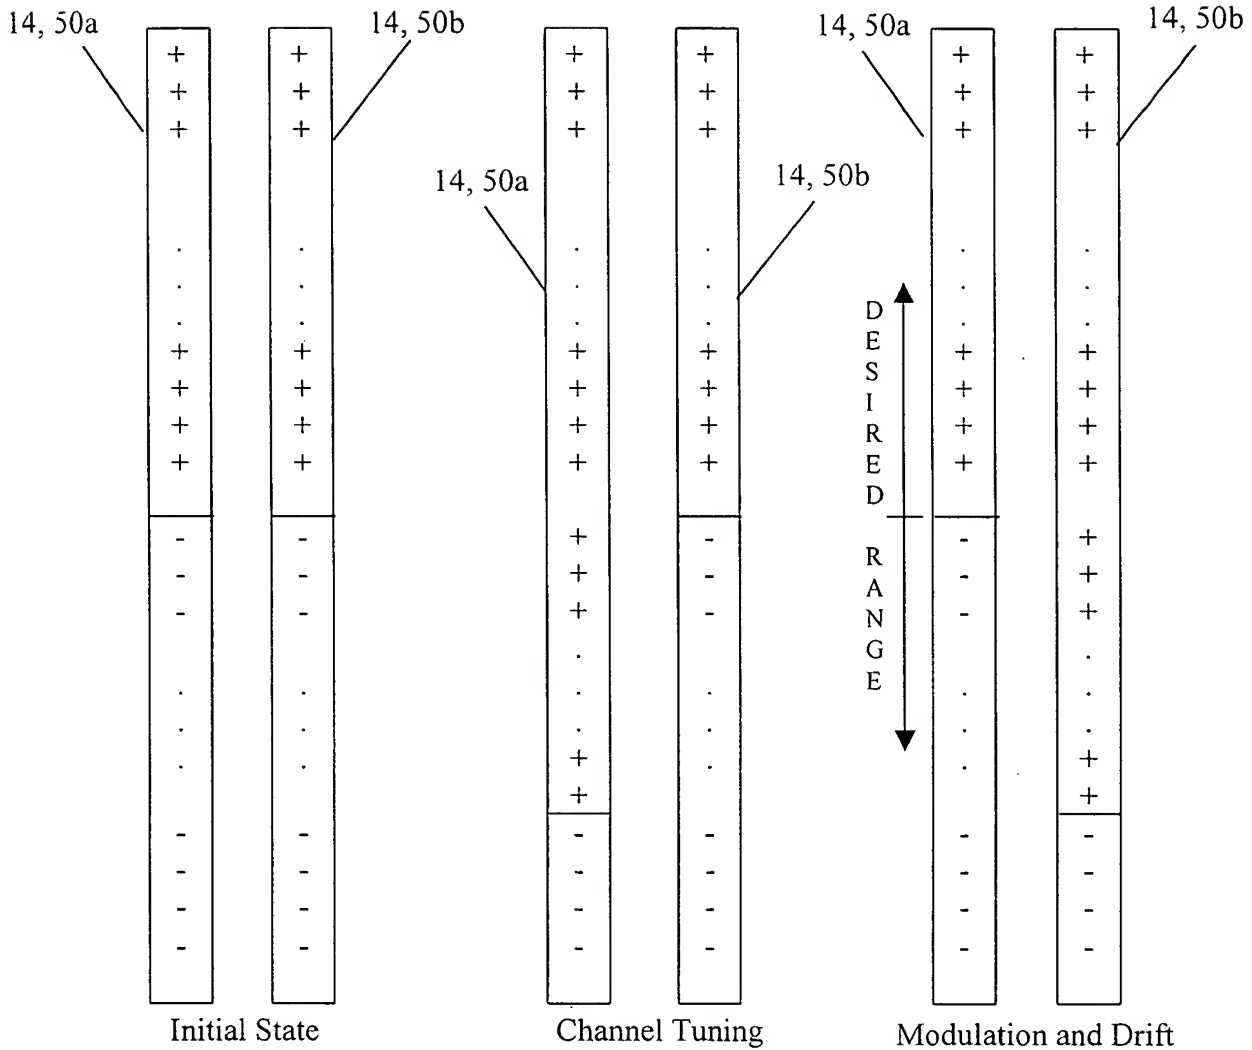 14, 50a
14, 50b
14, 50a
14, 50b
14, 50a
14, 50b
+ + + + + +
+ + + + + +
+ + + + + +
. . . . . .
. . . . . .
. . . . . .
+ + + + + +
+ + + + + +
+ + + + + +
+ + + + + +
- - + - - +
- - + - - +
- - + - - +
. .
. . . . . .
. . . . . .
. . + . . +
+ +
- - - - - -
- - - - - -
- - - - - -
- - - - - -
DESIRED
RANGE
Initial State
Channel Tuning
Modulation and Drift